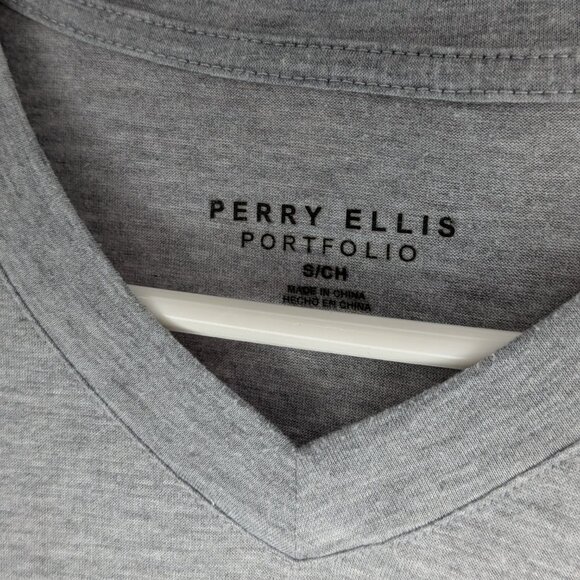 PERRY ELLIS
PORTFOLIO
S/CH
MADE IN CHINA
HECHO EN CHINA